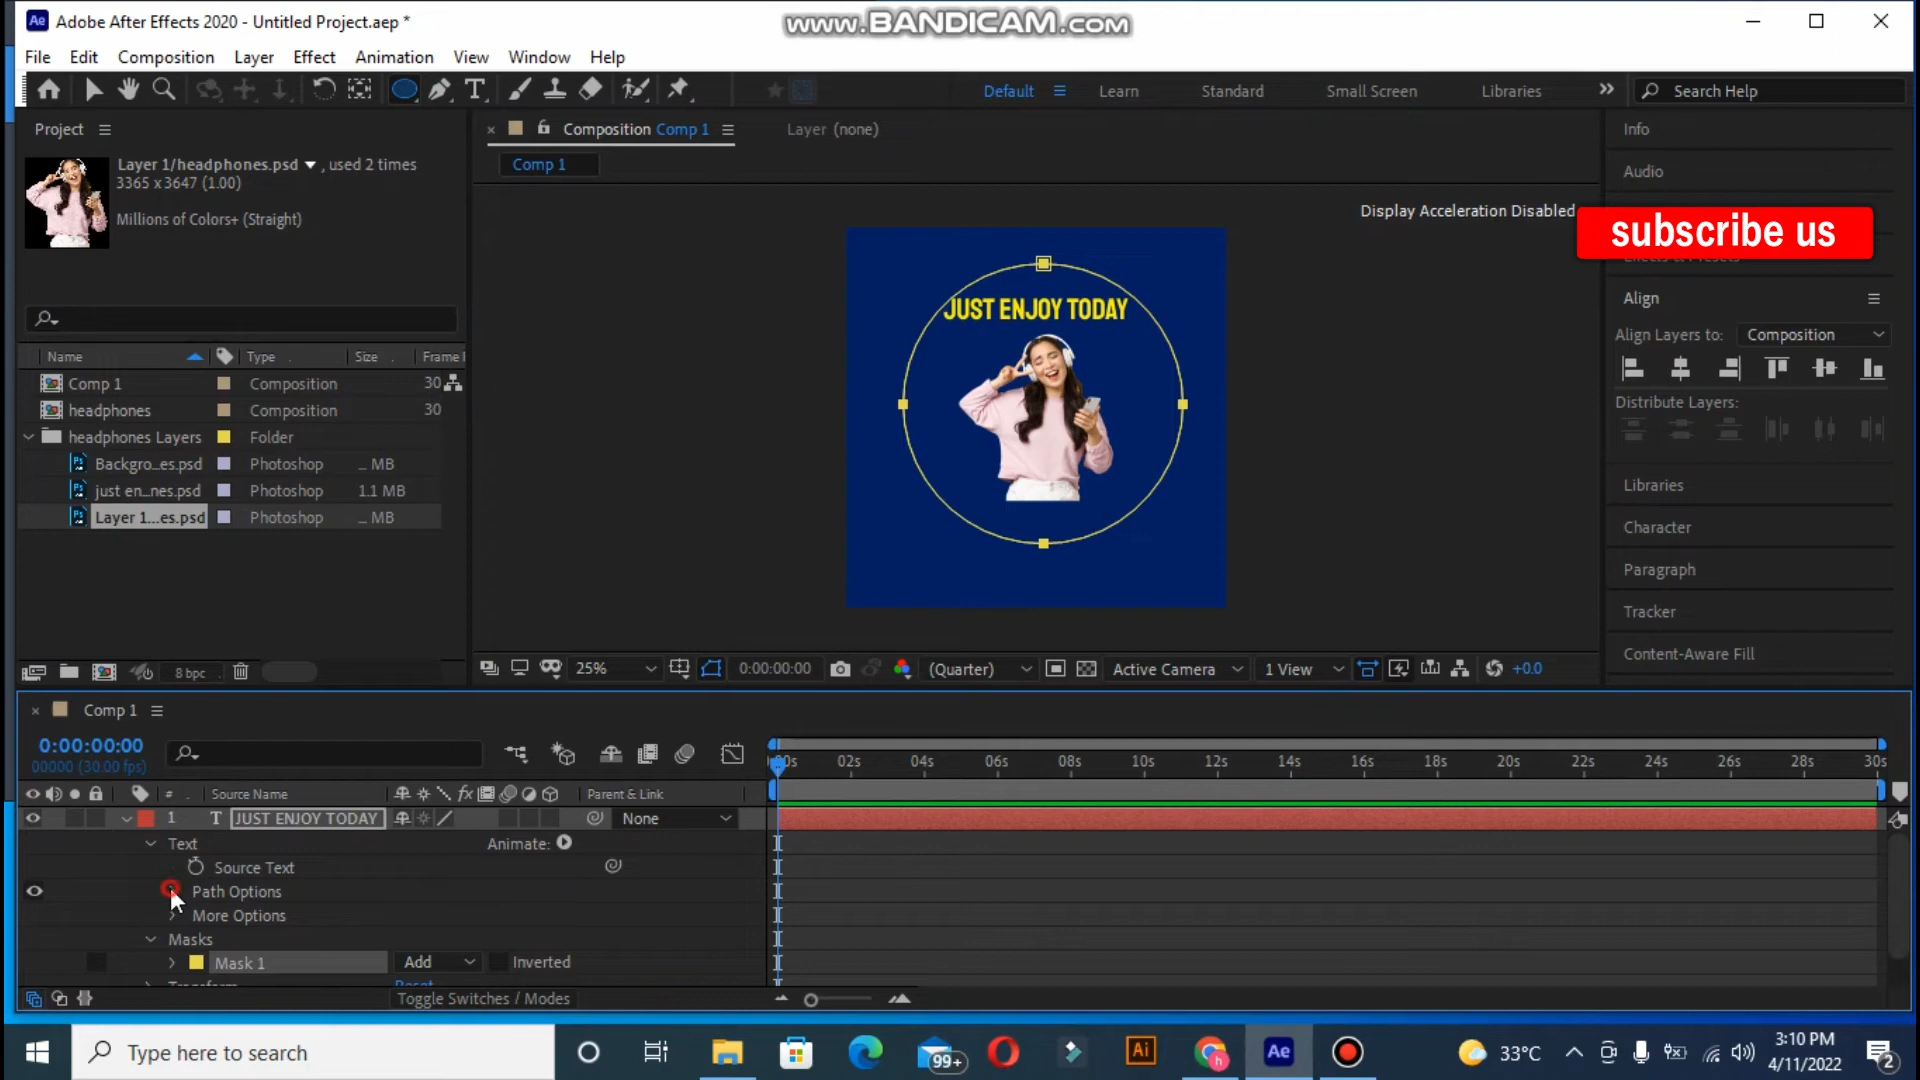 Adobe After Effects 2020 - Untitled Project.aep *
www.BANDICAM.com
File Edit Composition Layer Effect Animation View Window Help
Default Learn Standard Small Screen Libraries Search Help
Project
Layer 1/headphones.psd , used 2 times
3365 x 3647 (1.00)
Millions of Colors+ (Straight)
Name Type Size Frame
Comp 1 Composition 30
headphones Composition 30
headphones Layers Folder
Backgro...es.psd Photoshop ... MB
just en...nes.psd Photoshop 1.1 MB
Layer 1...es.psd Photoshop ... MB
8 bpc
Composition Comp 1
Layer (none)
Comp 1
Display Acceleration Disabled
JUST ENJOY TODAY
25% 0:00:00:00 (Quarter) Active Camera 1 View +0.0
Info
Audio
subscribe us
Align
Align Layers to: Composition
Distribute Layers:
Libraries
Character
Paragraph
Tracker
Content-Aware Fill
Comp 1
0:00:00:00
00000 (30.00 fps)
02s 04s 06s 08s 10s 12s 14s 16s 18s 20s 22s 24s 26s 28s 30s
# Source Name Parent & Link
1 T JUST ENJOY TODAY None
Text Animate:
Source Text
Path Options
More Options
Masks
Mask 1 Add Inverted
Toggle Switches / Modes
Type here to search
99+
Ai
Ae
33°C
3:10 PM
4/11/2022
2